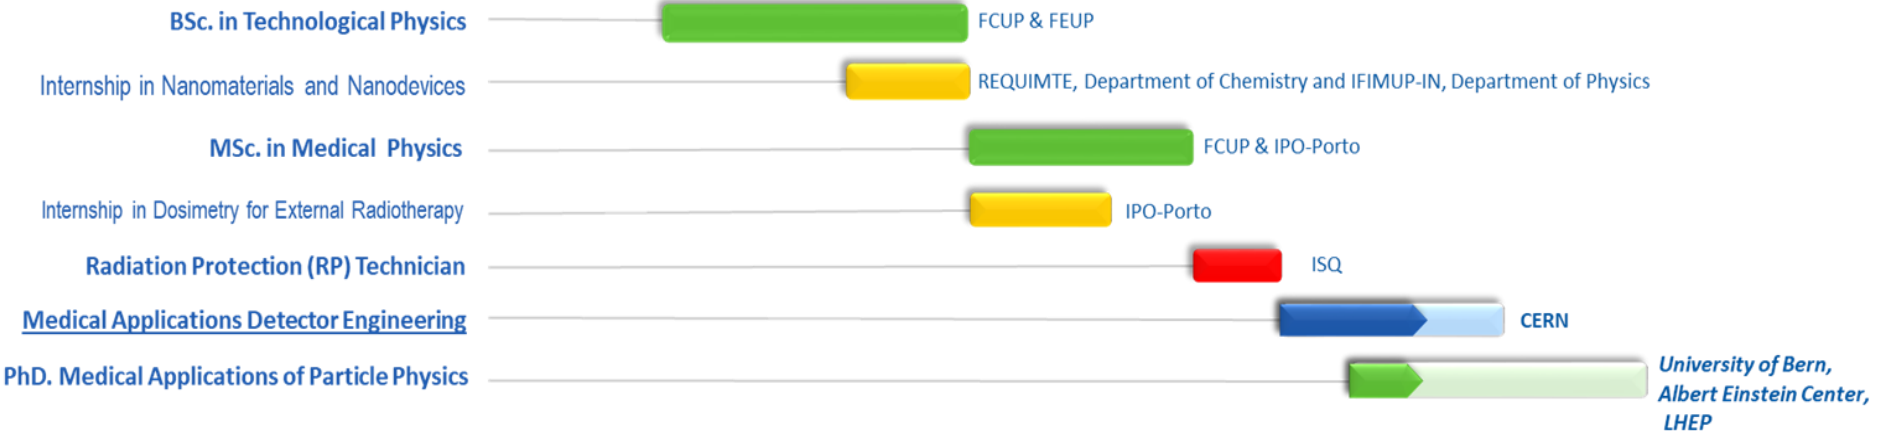 BSc. in Technological Physics
FCUP & FEUP
Internship in Nanomaterials and Nanodevices
REQUIMTE, Department of Chemistry and IFIMUP-IN, Department of Physics
MSc. in Medical Physics
FCUP & IPO-Porto
Internship in Dosimetry for External Radiotherapy
IPO-Porto
Radiation Protection (RP) Technician
ISQ
Medical Applications Detector Engineering
CERN
PhD. Medical Applications of Particle Physics
University of Bern,
Albert Einstein Center,
LHEP